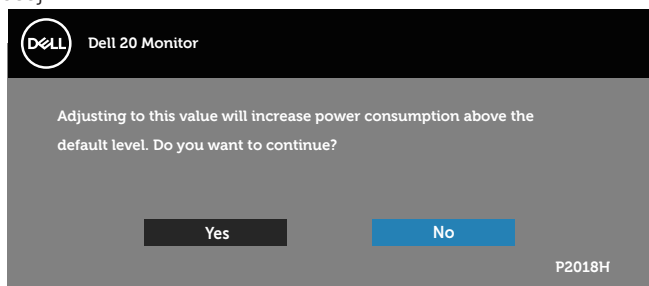 DELL Dell 20 Monitor
Adjusting to this value will increase power consumption above the
default level. Do you want to continue?
Yes No
P2018H